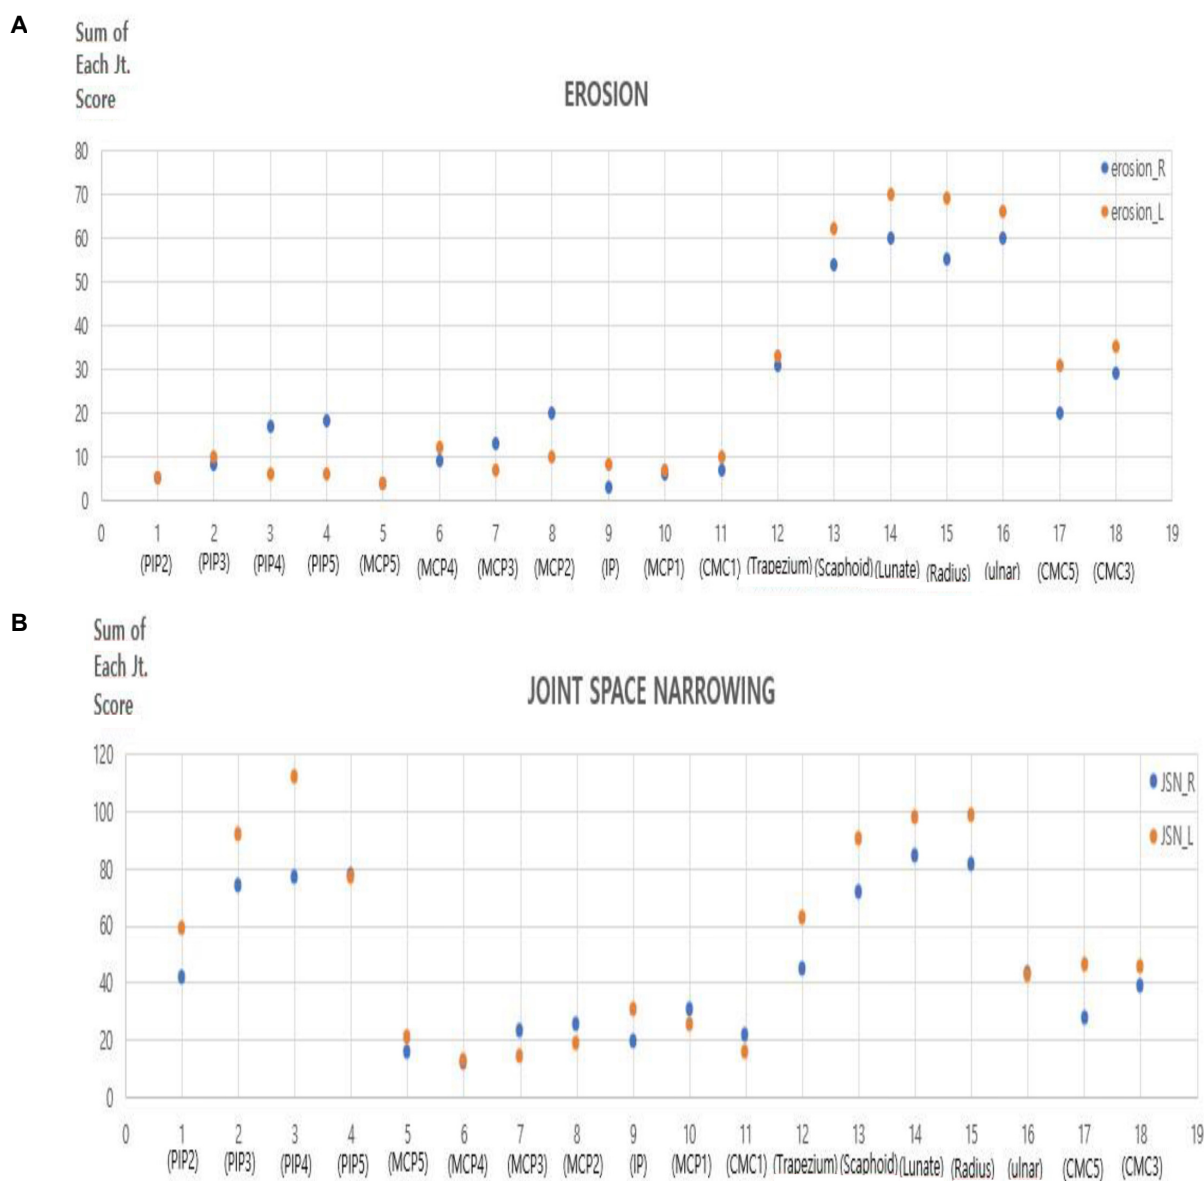 A
Sum of
Each Jt.
Score
EROSION
80
70
60
50
40
30
20
10
0
erosion_R
erosion_L
0 1 2 3 4 5 6 7 8 9 10 11 12 13 14 15 16 17 18 19
(PIP2) (PIP3) (PIP4) (PIP5) (MCP5) (MCP4) (MCP3) (MCP2) (IP) (MCP1) (CMC1) (Trapezium) (Scaphoid) (Lunate) (Radius) (ulnar) (CMC5) (CMC3)
B
Sum of
Each Jt.
Score
JOINT SPACE NARROWING
120
100
80
60
40
20
0
JSN_R
JSN_L
0 1 2 3 4 5 6 7 8 9 10 11 12 13 14 15 16 17 18 19
(PIP2) (PIP3) (PIP4) (PIP5) (MCP5) (MCP4) (MCP3) (MCP2) (IP) (MCP1) (CMC1) (Trapezium) (Scaphoid) (Lunate) (Radius) (ulnar) (CMC5) (CMC3)